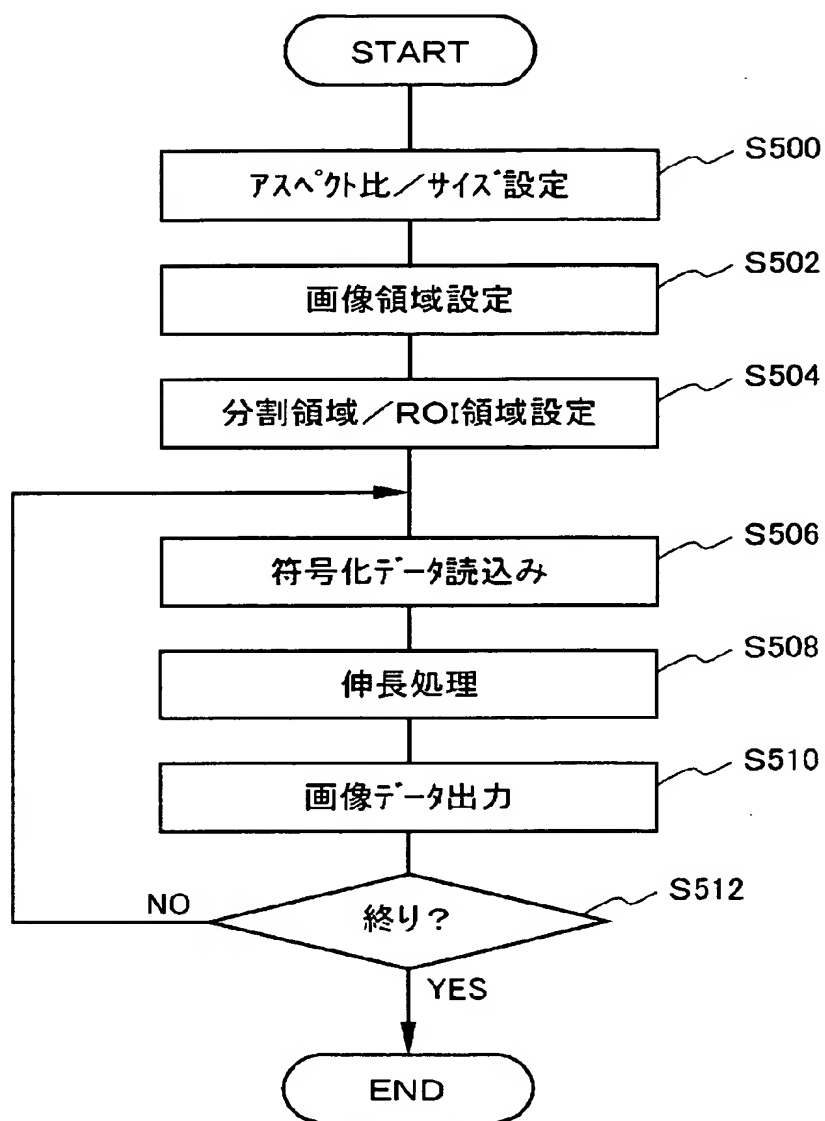 START
S500
アスペクト比／サイズ設定
S502
画像領域設定
S504
分割領域／ROI領域設定
S506
符号化データ読込み
S508
伸長処理
S510
画像データ出力
S512
NO
終り?
YES
END